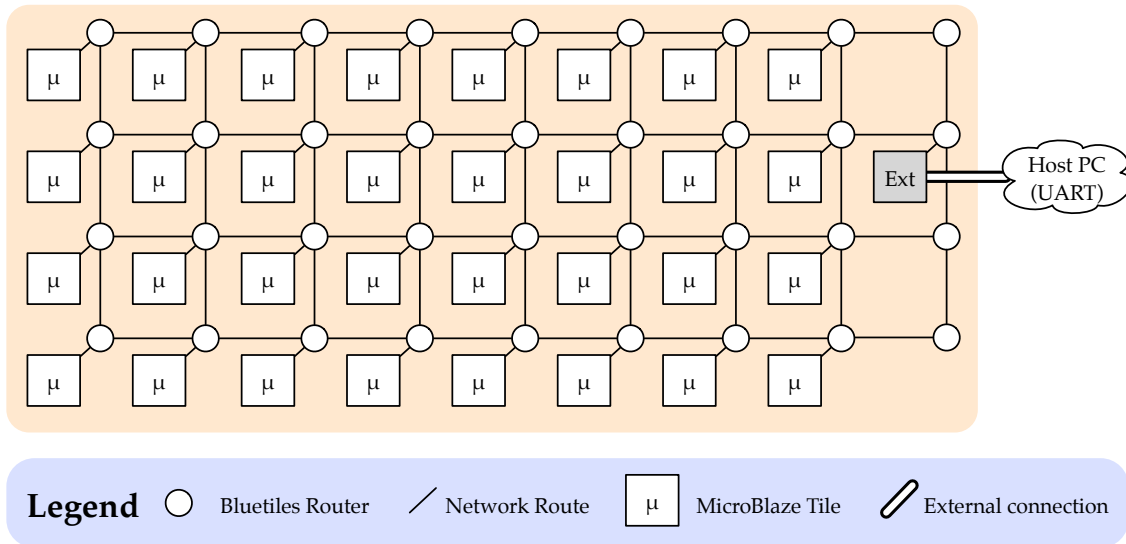 μ μ μ μ μ μ μ μ
μ μ μ μ μ μ μ μ Ext Host PC
(UART)
μ μ μ μ μ μ μ μ
μ μ μ μ μ μ μ μ
Legend Bluetiles Router Network Route μ MicroBlaze Tile External connection